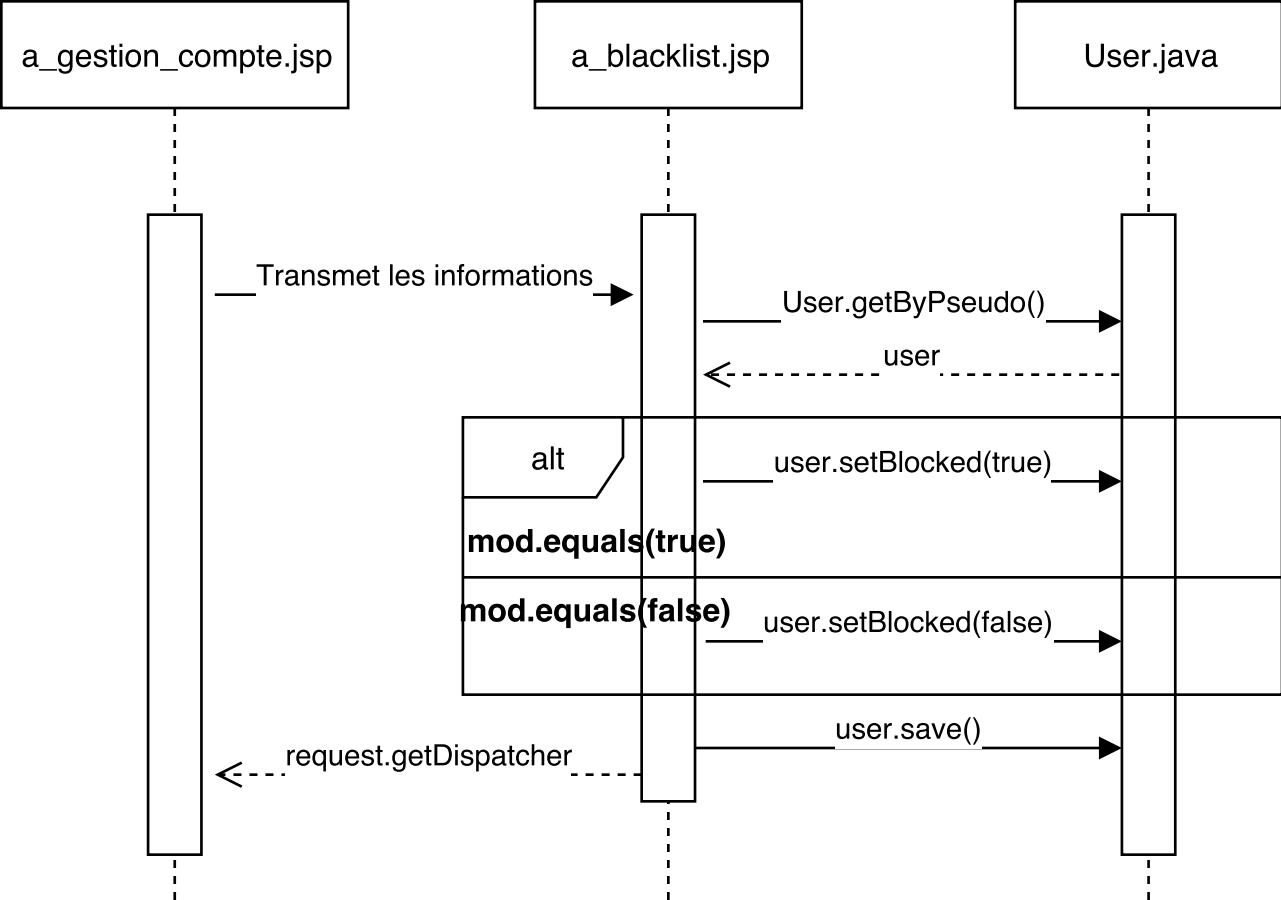 a_gestion_compte.jsp
a_blacklist.jsp
User.java
Transmet les informations
User.getByPseudo()
user
alt
user.setBlocked(true)
mod.equals(true)
mod.equals(false)
user.setBlocked(false)
user.save()
request.getDispatcher